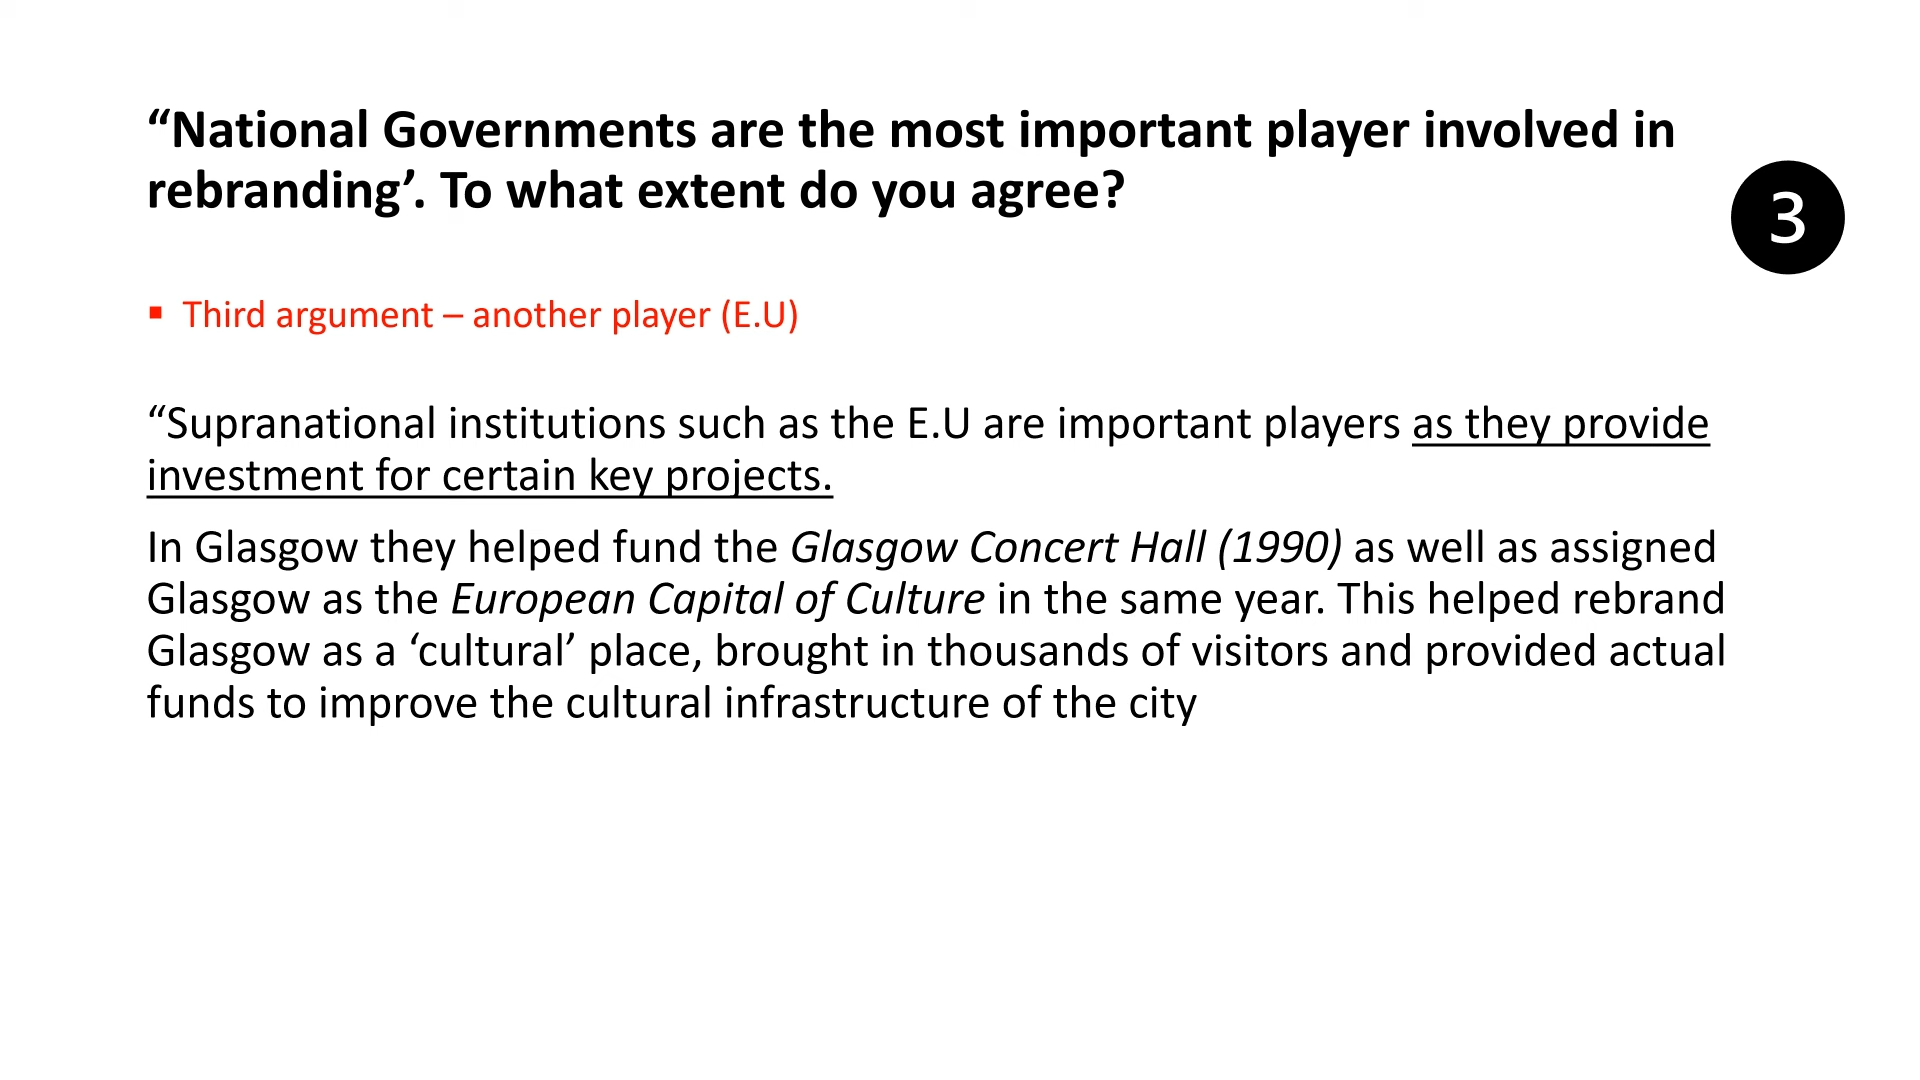 “National Governments are the most important player involved in
rebranding’. To what extent do you agree?
3
▪ Third argument – another player (E.U)
“Supranational institutions such as the E.U are important players as they provide
investment for certain key projects.
In Glasgow they helped fund the Glasgow Concert Hall (1990) as well as assigned
Glasgow as the European Capital of Culture in the same year. This helped rebrand
Glasgow as a ‘cultural’ place, brought in thousands of visitors and provided actual
funds to improve the cultural infrastructure of the city